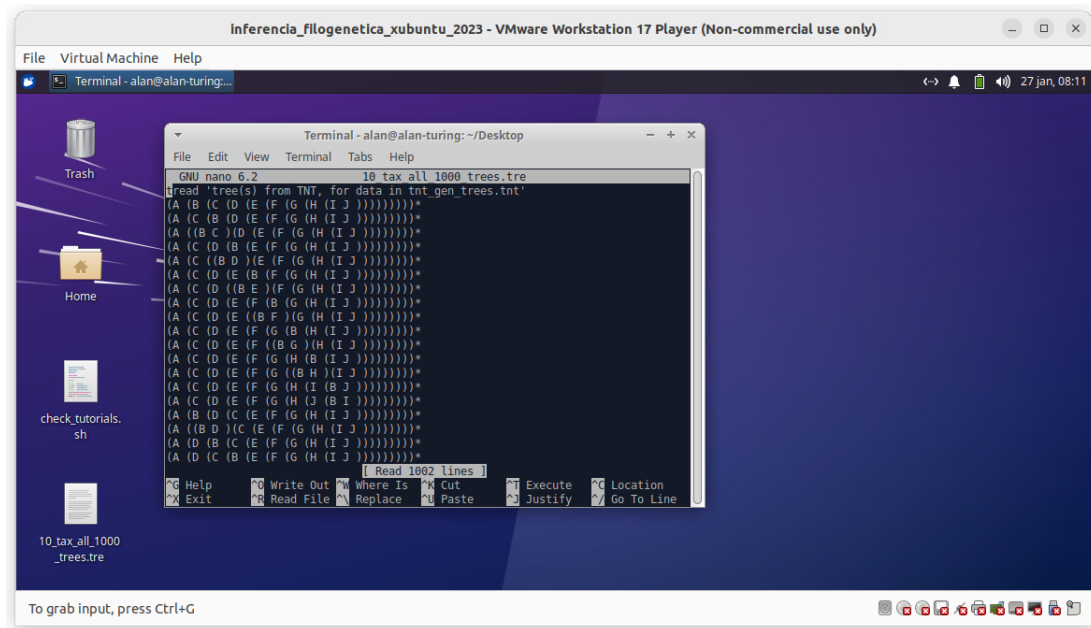 inferencia_filogenetica_xubuntu_2023 - VMware Workstation 17 Player (Non-commercial use only)
File Virtual Machine Help
Terminal - alan@alan-turing:... 27 jan, 08:11
Trash
Home
check_tutorials.
sh
10_tax_all_1000
_trees.tre
Terminal - alan@alan-turing: ~/Desktop
File Edit View Terminal Tabs Help
GNU nano 6.2 10_tax_all_1000_trees.tre
tread 'tree(s) from TNT, for data in tnt_gen_trees.tnt'
(A (B (C (D (E (F (G (H (I J )))))))))*
(A (C (B (D (E (F (G (H (I J )))))))))*
(A ((B C )(D (E (F (G (H (I J ))))))))*
(A (C (D (B (E (F (G (H (I J )))))))))*
(A (C ((B D )(E (F (G (H (I J ))))))))*
(A (C (D (E (B (F (G (H (I J )))))))))*
(A (C (D ((B E )(F (G (H (I J ))))))))*
(A (C (D (E (F (B (G (H (I J )))))))))*
(A (C (D (E ((B F )(G (H (I J ))))))))*
(A (C (D (E (F (G (B (H (I J )))))))))*
(A (C (D (E (F ((B G )(H (I J ))))))))*
(A (C (D (E (F (G (H (B (I J )))))))))*
(A (C (D (E (F (G ((B H )(I J ))))))))*
(A (C (D (E (F (G (H (I (B J )))))))))*
(A (C (D (E (F (G (H (J (B I )))))))))*
(A (B (D (C (E (F (G (H (I J )))))))))*
(A ((B D )(C (E (F (G (H (I J ))))))))*
(A (D (B (C (E (F (G (H (I J )))))))))*
(A (D (C (B (E (F (G (H (I J )))))))))*
[ Read 1002 lines ]
^G Help ^O Write Out ^W Where Is ^K Cut ^T Execute ^C Location
^X Exit ^R Read File ^\ Replace ^U Paste ^J Justify ^/ Go To Line
To grab input, press Ctrl+G